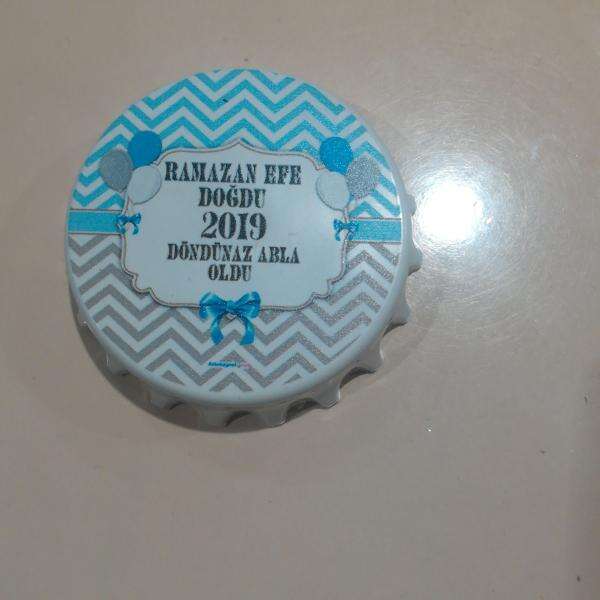 RAMAZAN EFE
DOĞDU
2019
DÖNDÜNAZ ABLA
OLDU